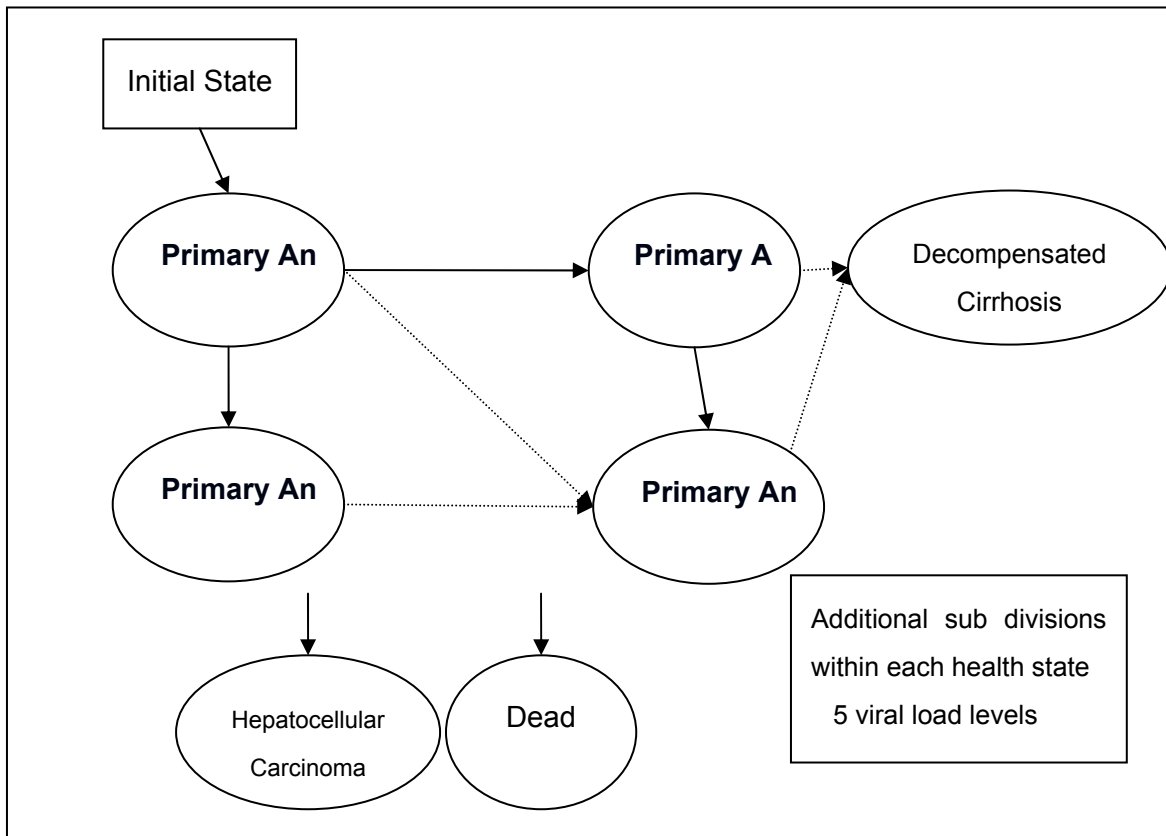 Initial State
Primary An
Primary A
Decompensated
Cirrhosis
Primary An
Primary An
Additional sub divisions
within each health state
5 viral load levels
Hepatocellular
Carcinoma
Dead